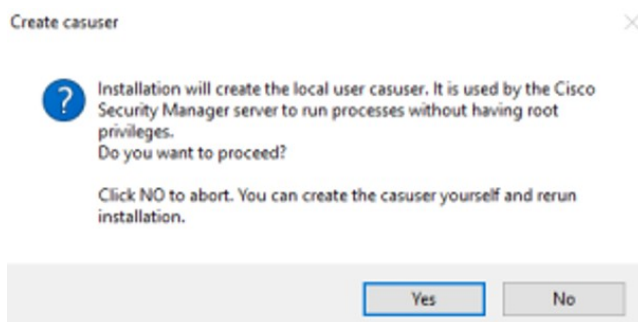 Create casuser
Installation will create the local user casuser. It is used by the Cisco
Security Manager server to run processes without having root
privileges.
Do you want to proceed?
Click NO to abort. You can create the casuser yourself and rerun
installation.
Yes
No